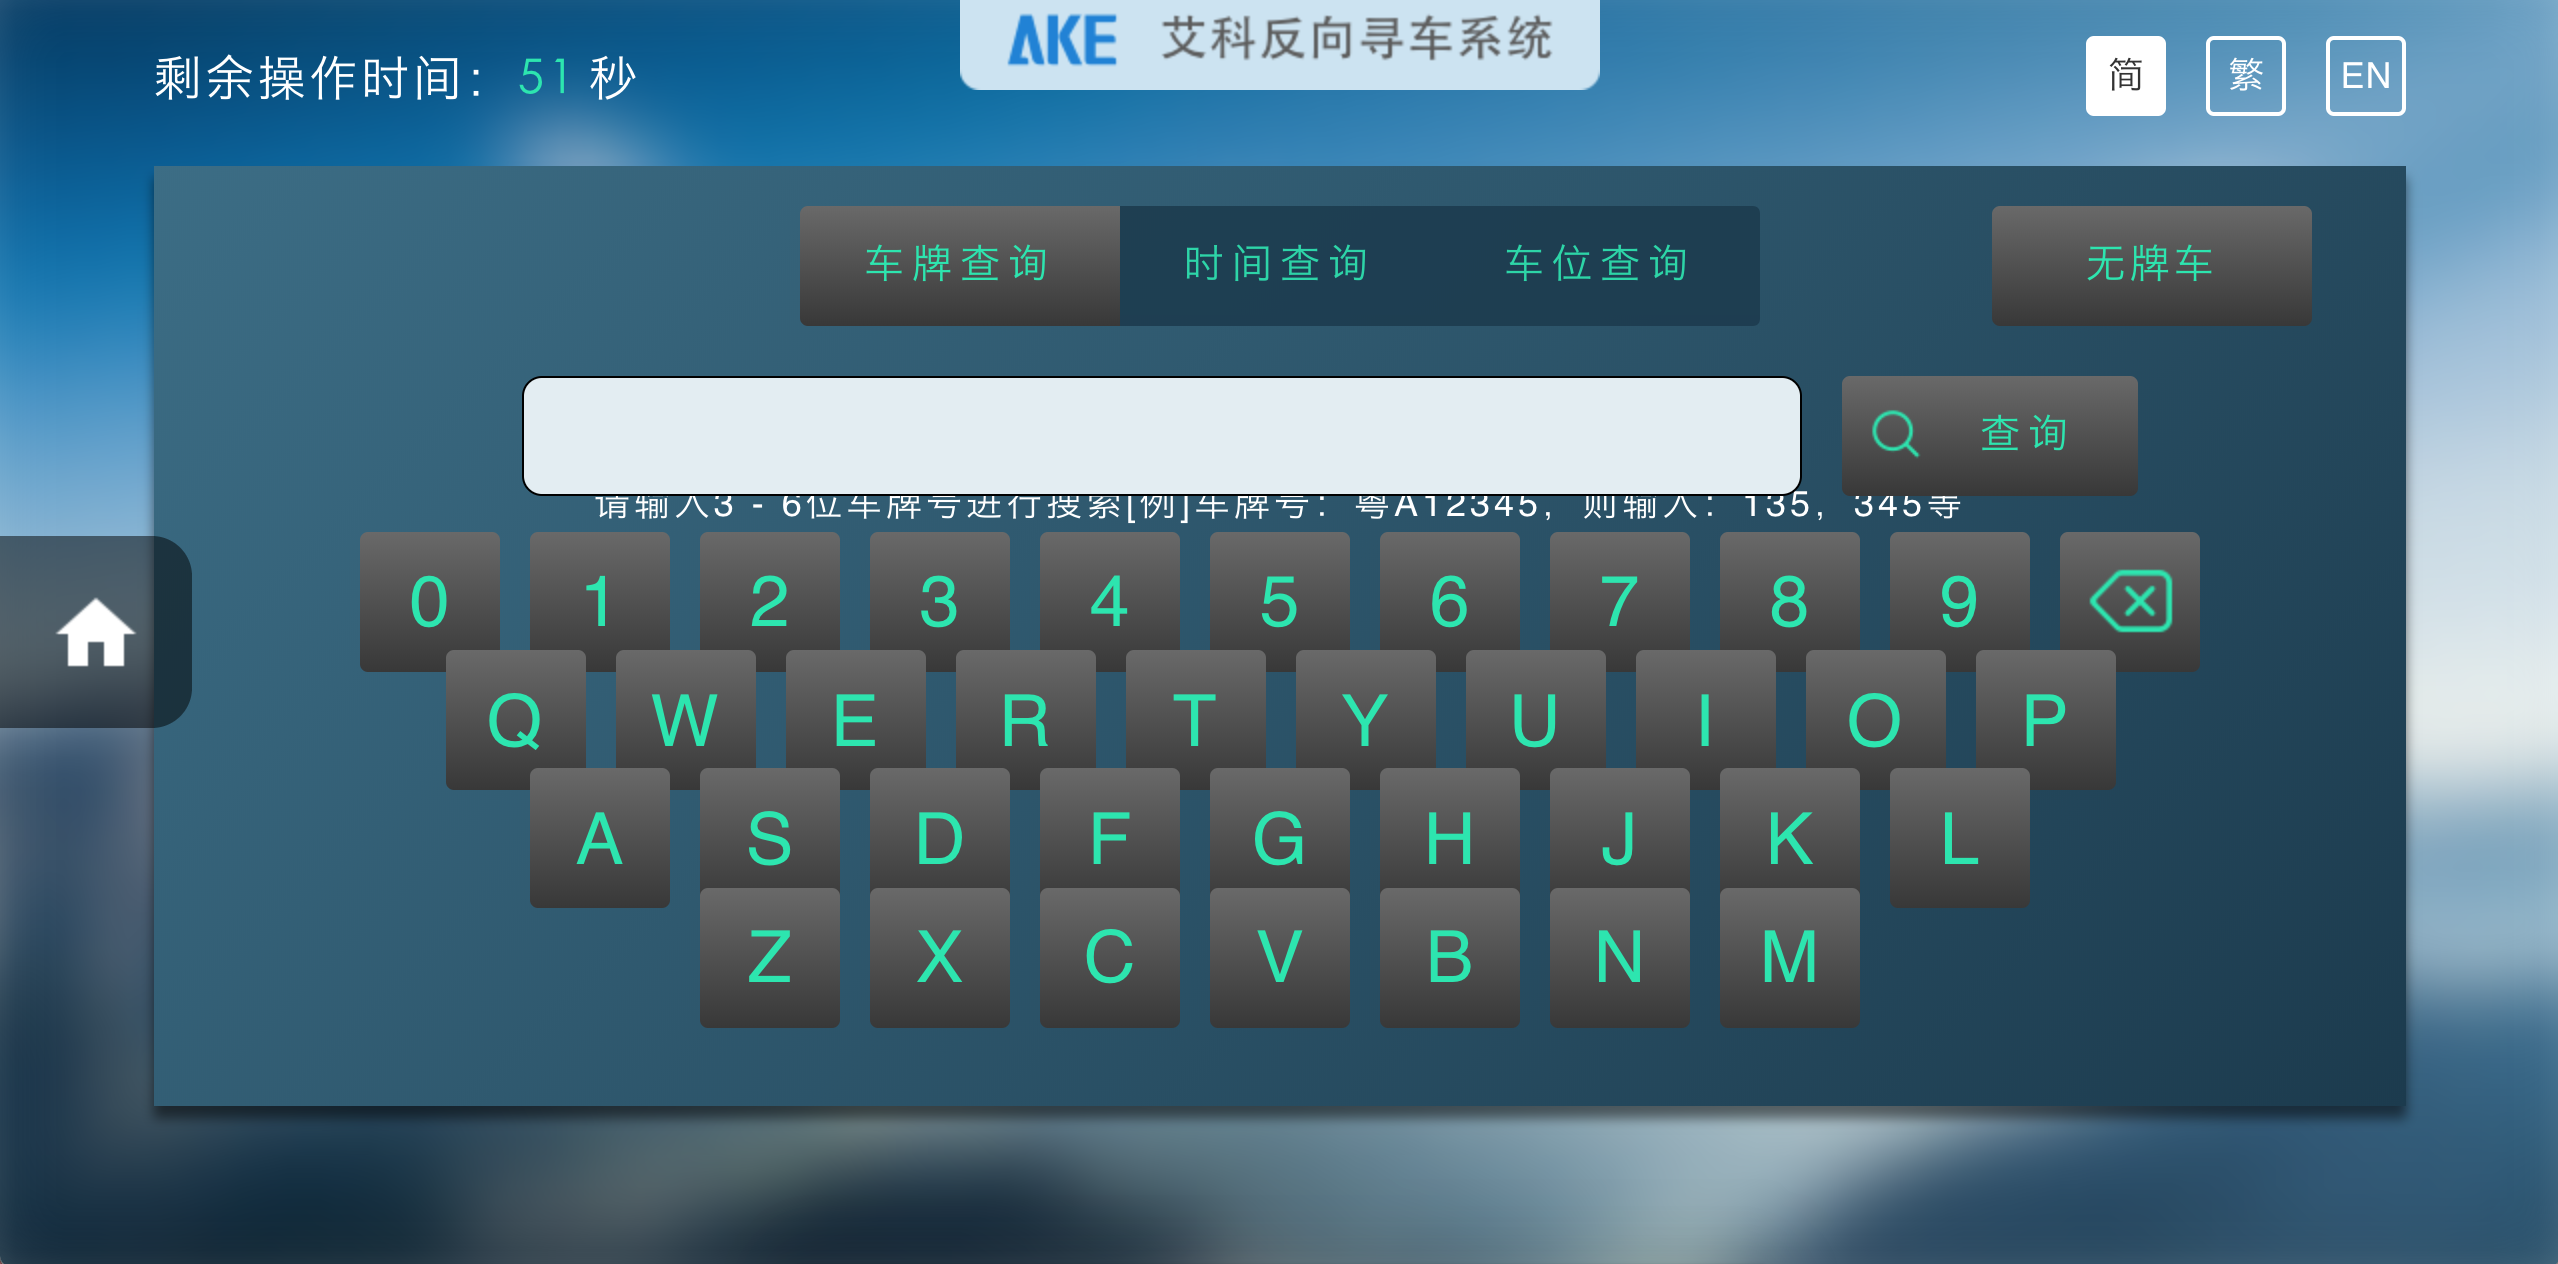 AKE 艾科反向寻车系统
剩余操作时间：51 秒
简 繁 EN
车牌查询 时间查询 车位查询 无牌车
查询
请输入3 - 6位车牌号进行搜索[例]车牌号：粤A12345，则输入：135，345等
0 1 2 3 4 5 6 7 8 9
Q W E R T Y U I O P
A S D F G H J K L
Z X C V B N M